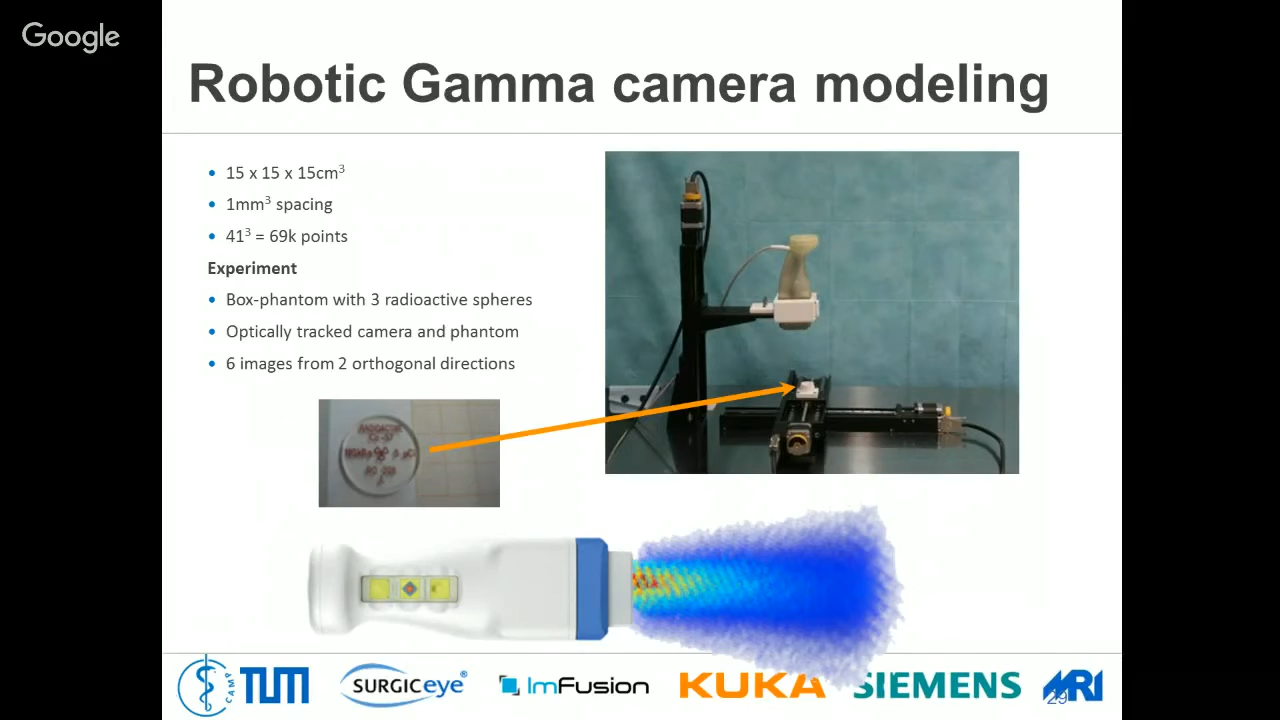 Google
Robotic Gamma camera modeling
• 15 x 15 x 15cm³
• 1mm³ spacing
• 41³ = 69k points
Experiment
• Box-phantom with 3 radioactive spheres
• Optically tracked camera and phantom
• 6 images from 2 orthogonal directions
RADIOACTIVE
CAMP TUM SURGICeye® ImFusion KUKA SIEMENS MRI
29